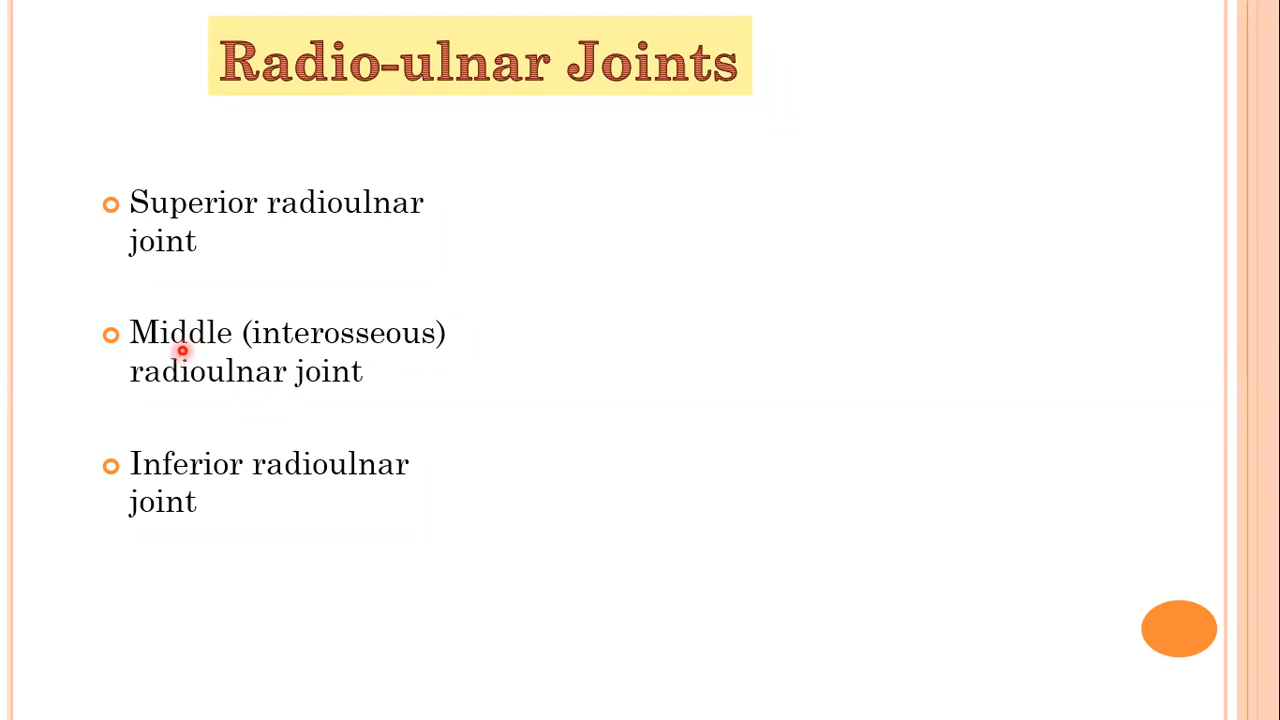 Radio-ulnar Joints
Superior radioulnar
joint
Middle (interosseous)
radioulnar joint
Inferior radioulnar
joint